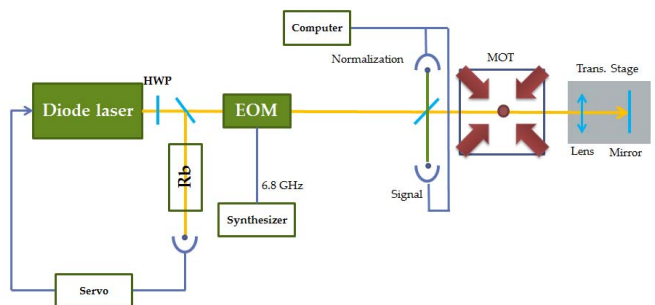 Computer
Normalization
MOT
Trans. Stage
HWP
Diode laser
EOM
Rb
6.8 GHz
Lens
Mirror
Signal
Synthesizer
Servo